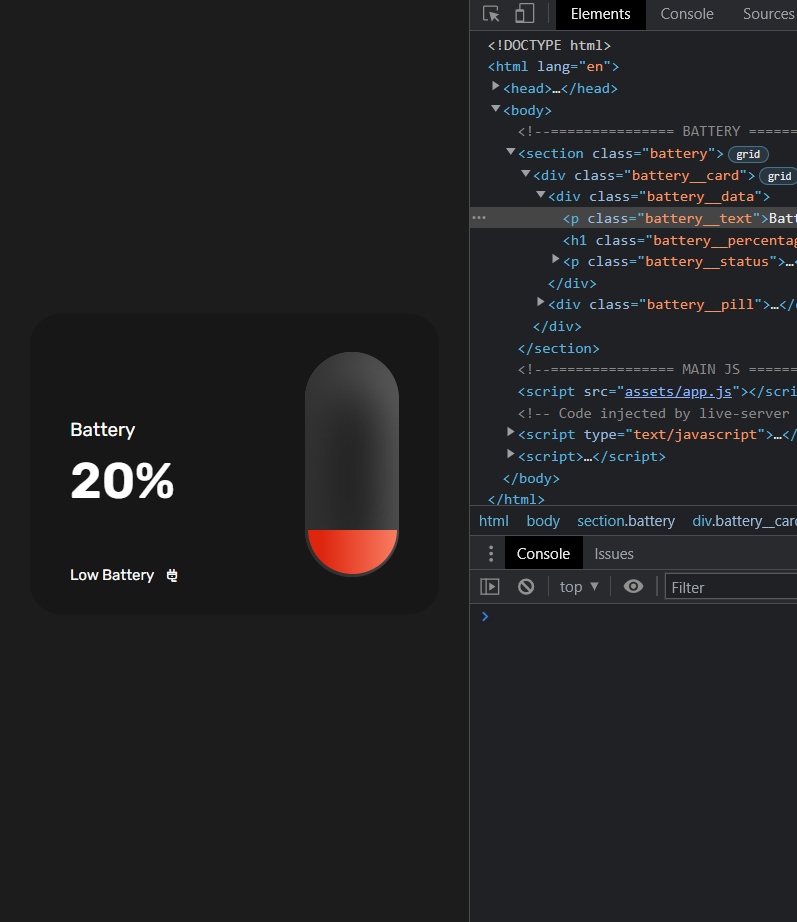 Battery
20%
Low Battery
Elements Console Sources
<!DOCTYPE html>
<html lang="en">
<head>…</head>
<body>
<!--=============== BATTERY ======
<section class="battery"> grid
<div class="battery__card"> grid
<div class="battery__data">
<p class="battery__text">Batt
<h1 class="battery__percentag
<p class="battery__status">…<
</div>
<div class="battery__pill">…</
</div>
</section>
<!--=============== MAIN JS ======
<script src="assets/app.js"></scri
<!-- Code injected by live-server
<script type="text/javascript">…</
<script>…</script>
</body>
</html>
html body section.battery div.battery__card
Console Issues
top Filter